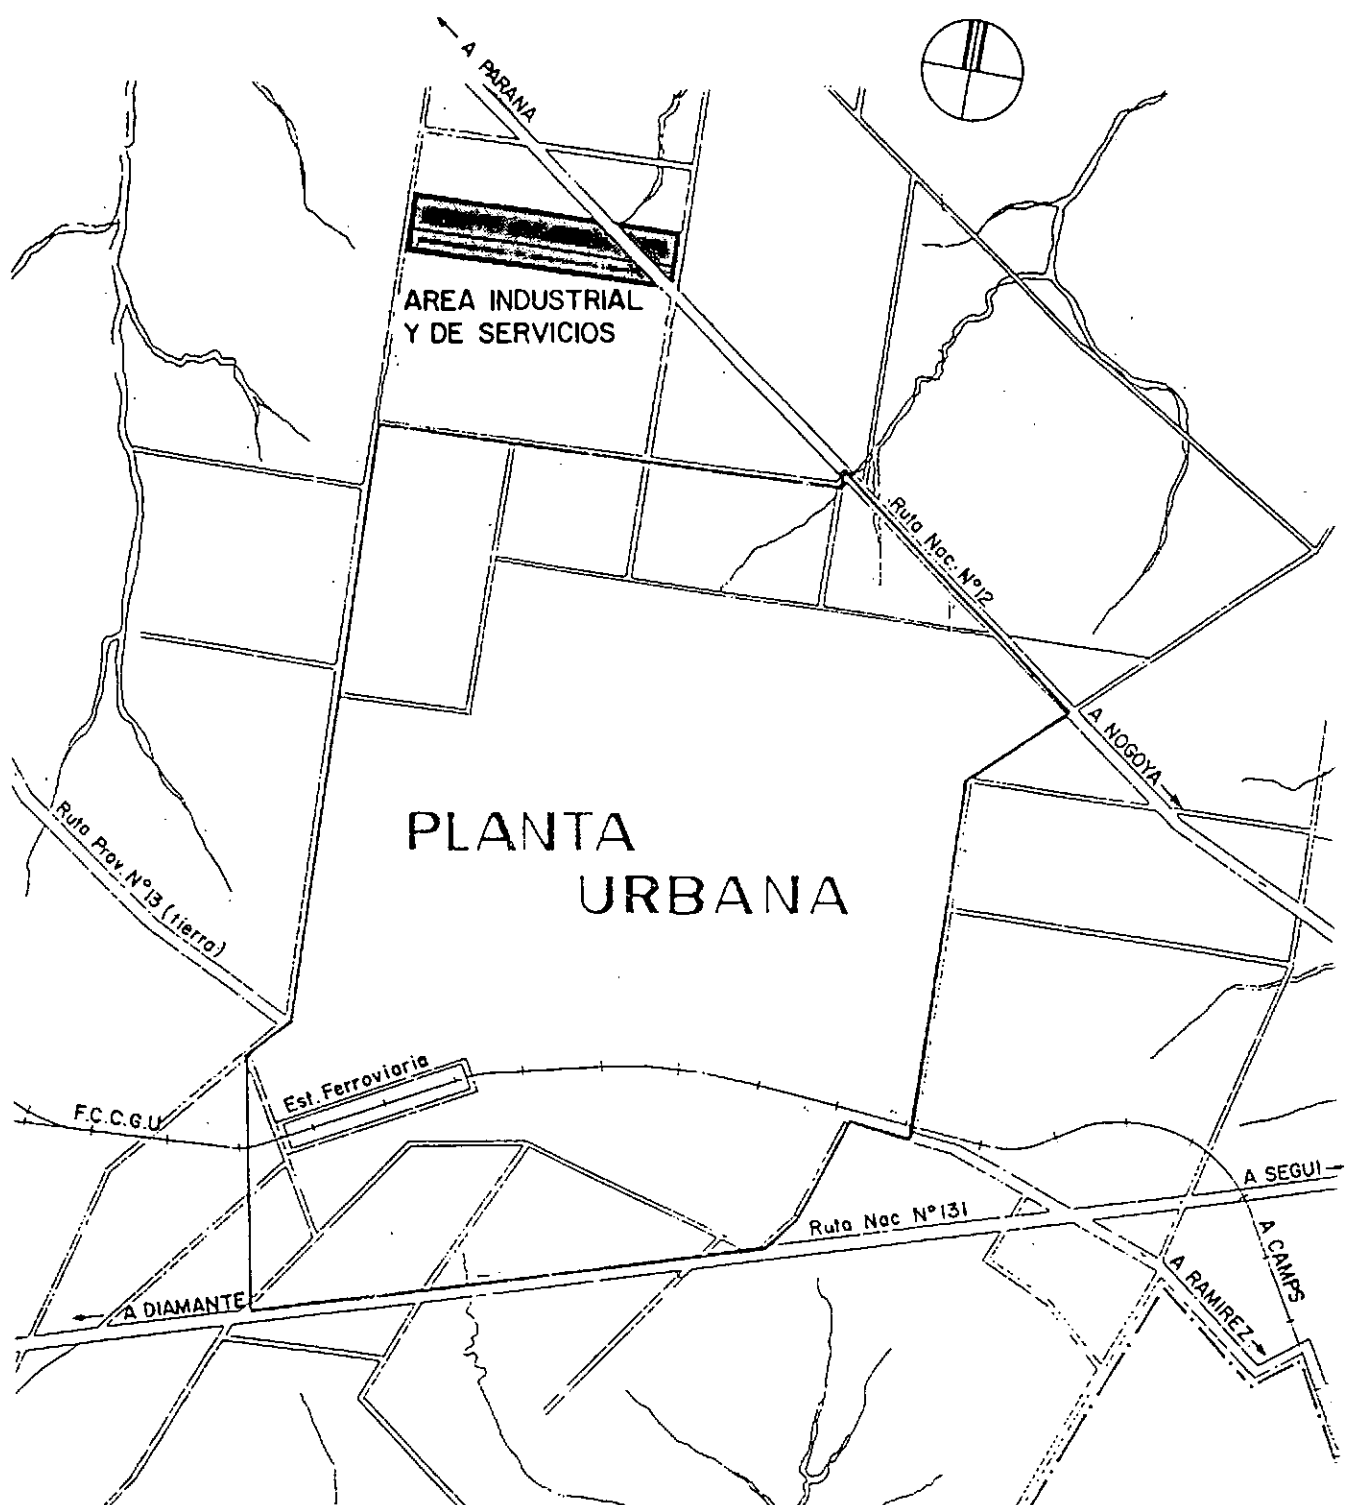 A PARANA
AREA INDUSTRIAL
Y DE SERVICIOS
Ruta Nac. N°12
A NOGOYA
PLANTA
URBANA
Ruta Prov. N°13 (tierra)
Est. Ferroviaria
F.C.C.G.U.
A SEGUI
Ruta Nac N°131
A CAMPS
A RAMIREZ
A DIAMANTE